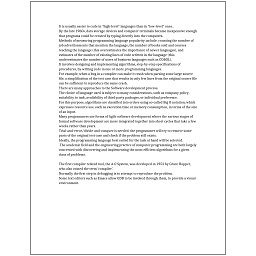 It is usually easier to code in "high-level" languages than in "low-level" ones.
By the late 1960s, data storage devices and computer terminals became inexpensive enough
that programs could be created by typing directly into the computers.
Methods of measuring programming language popularity include: counting the number of
job advertisements that mention the language, the number of books sold and courses
teaching the language (this overestimates the importance of newer languages), and
estimates of the number of existing lines of code written in the language (this
underestimates the number of users of business languages such as COBOL).
It involves designing and implementing algorithms, step-by-step specifications of
procedures, by writing code in one or more programming languages.
For example, when a bug in a compiler can make it crash when parsing some large source
file, a simplification of the test case that results in only few lines from the original source file
can be sufficient to reproduce the same crash.
There are many approaches to the Software development process.
The choice of language used is subject to many considerations, such as company policy,
suitability to task, availability of third-party packages, or individual preference.
For this purpose, algorithms are classified into orders using so-called Big O notation, which
expresses resource use, such as execution time or memory consumption, in terms of the size
of an input.
Many programmers use forms of Agile software development where the various stages of
formal software development are more integrated together into short cycles that take a few
weeks rather than years.
Trial-and-error/divide-and-conquer is needed: the programmer will try to remove some
parts of the original test case and check if the problem still exists.
Ideally, the programming language best suited for the task at hand will be selected.
The academic field and the engineering practice of computer programming are both largely
concerned with discovering and implementing the most efficient algorithms for a given
class of problems.
The first compiler related tool, the A-0 System, was developed in 1952 by Grace Hopper,
who also coined the term 'compiler'.
Normally the first step in debugging is to attempt to reproduce the problem.
Some text editors such as Emacs allow GDB to be invoked through them, to provide a visual
environment.